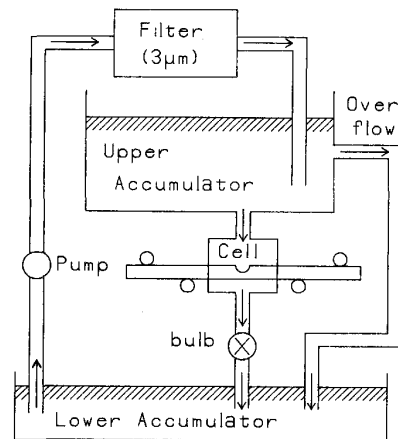 Filter
(3μm)
Over
flow
Upper
Accumulator
Cell
Pump
bulb
Lower Accumulator